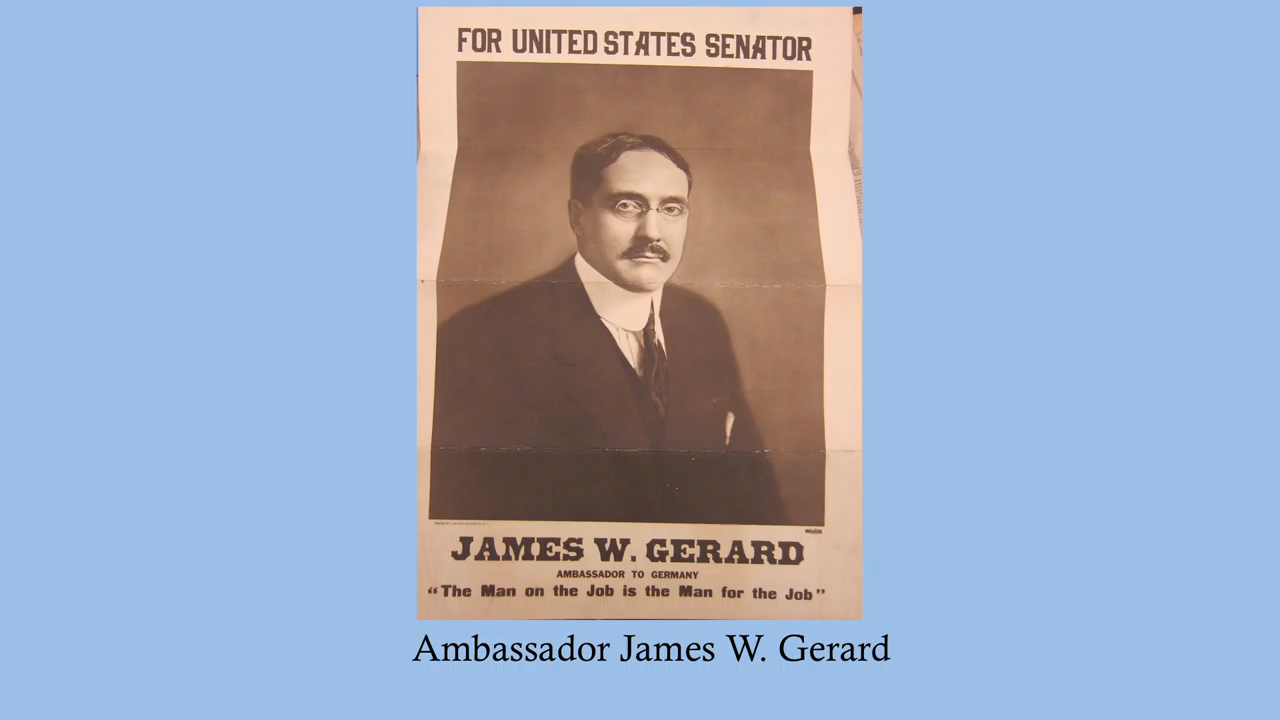 FOR UNITED STATES SENATOR
JAMES W. GERARD
AMBASSADOR TO GERMANY
"The Man on the Job is the Man for the Job"
Ambassador James W. Gerard